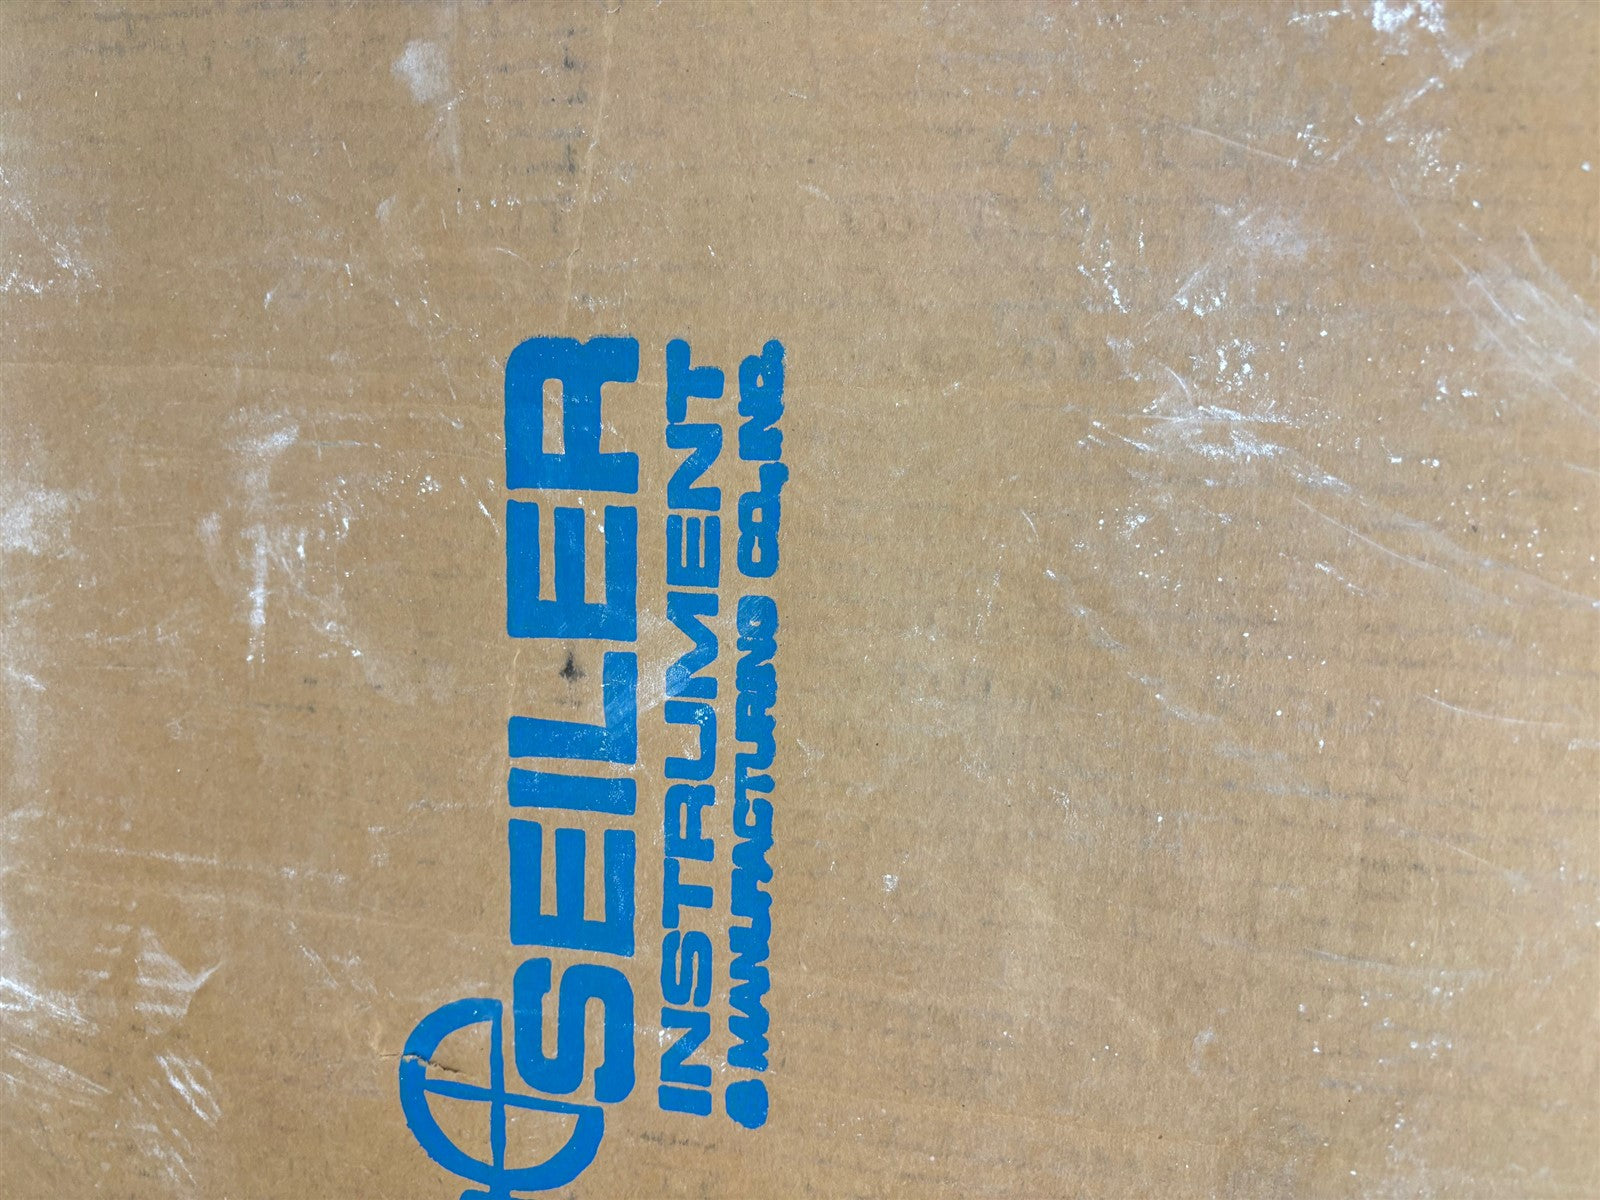 SEILER
INSTRUMENT
& MANUFACTURING CO., INC.